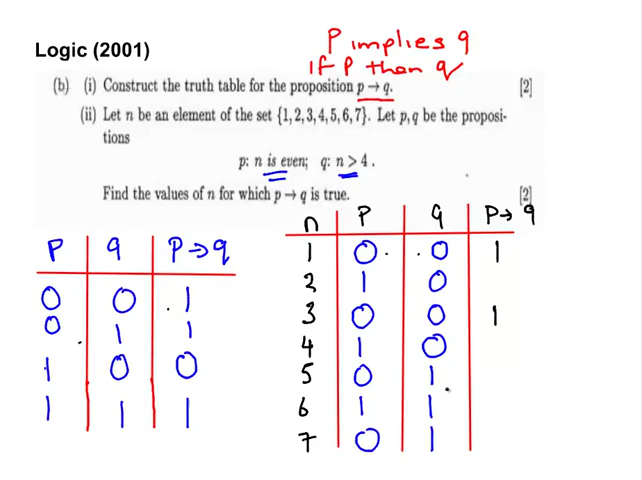 Logic (2001)
P implies q
if P then q
(b) (i) Construct the truth table for the proposition p → q. [2]
(ii) Let n be an element of the set {1,2,3,4,5,6,7}. Let p,q be the proposi-
tions
p: n is even; q: n > 4 .
Find the values of n for which p → q is true. [2]
P q P→q
0 0 1
0 1 1
1 0 0
1 1 1
n P q P→q
1 0 0 1
2 1 0
3 0 0 1
4 1 0
5 0 1
6 1 1
7 0 1